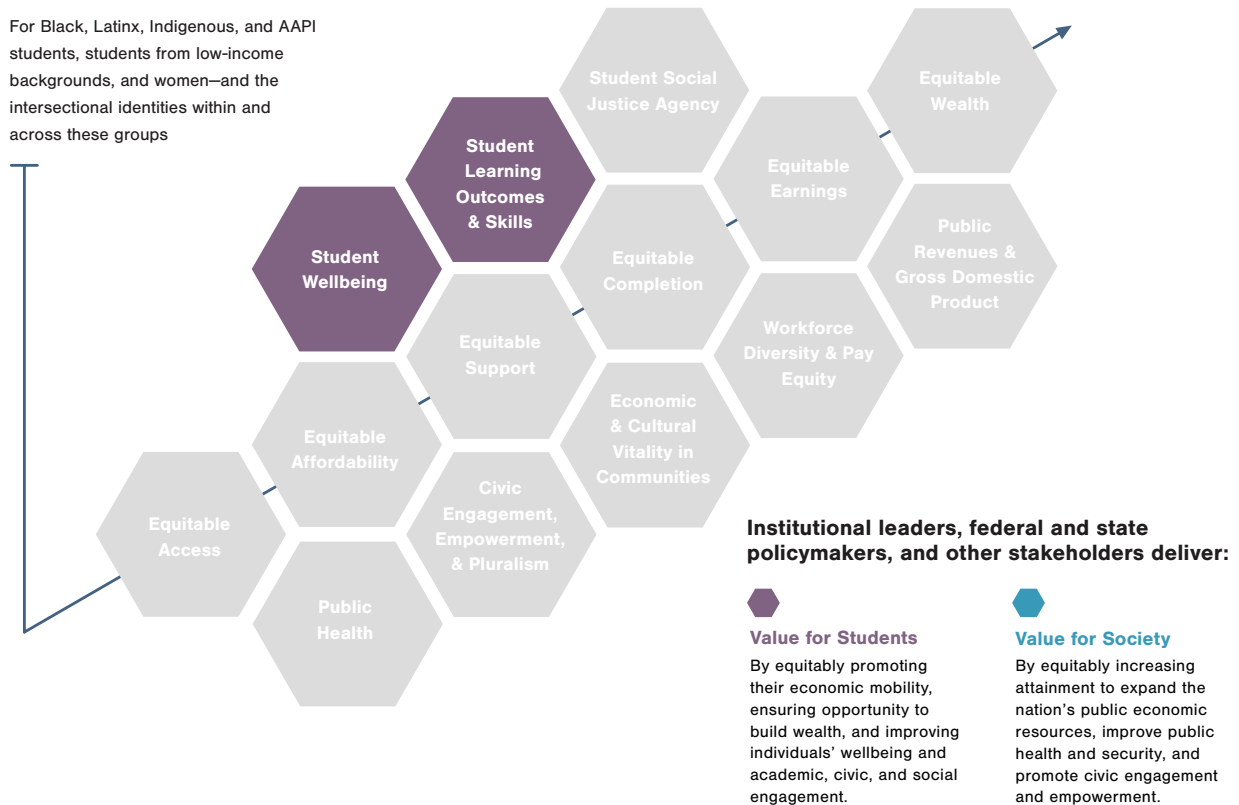 For Black, Latinx, Indigenous, and AAPI
students, students from low-income
backgrounds, and women—and the
intersectional identities within and
across these groups
Student Social
Justice Agency
Equitable
Wealth
Student
Learning
Outcomes
& Skills
Equitable
Earnings
Student
Wellbeing
Equitable
Completion
Public
Revenues &
Gross Domestic
Product
Equitable
Support
Workforce
Diversity & Pay
Equity
Equitable
Affordability
Economic
& Cultural
Vitality in
Communities
Equitable
Access
Civic
Engagement,
Empowerment,
& Pluralism
Public
Health
Institutional leaders, federal and state
policymakers, and other stakeholders deliver:
Value for Students
By equitably promoting
their economic mobility,
ensuring opportunity to
build wealth, and improving
individuals' wellbeing and
academic, civic, and social
engagement.
Value for Society
By equitably increasing
attainment to expand the
nation's public economic
resources, improve public
health and security, and
promote civic engagement
and empowerment.